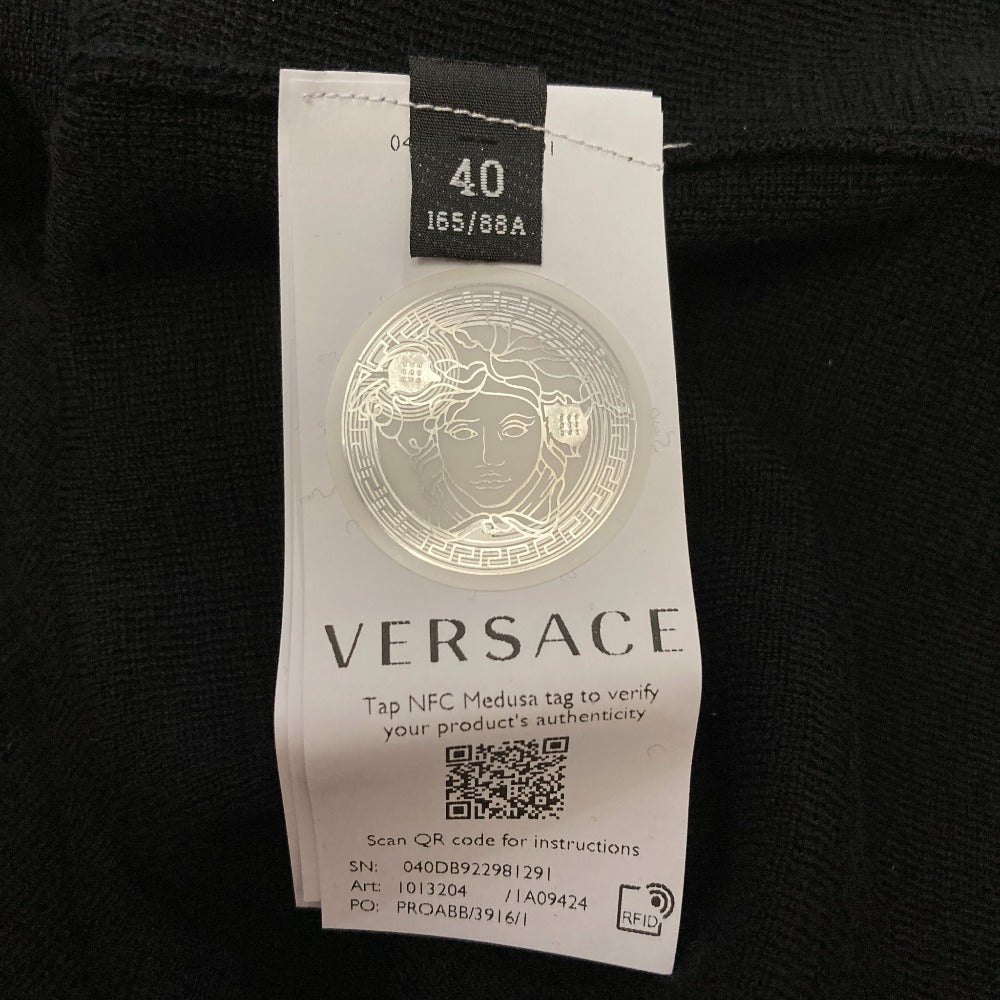 40
165/88A
VERSACE
Tap NFC Medusa tag to verify
your product's authenticity
Scan QR code for instructions
SN: 040DB922981291
Art: 1013204 /1A09424
PO: PROABB/3916/1
RFID